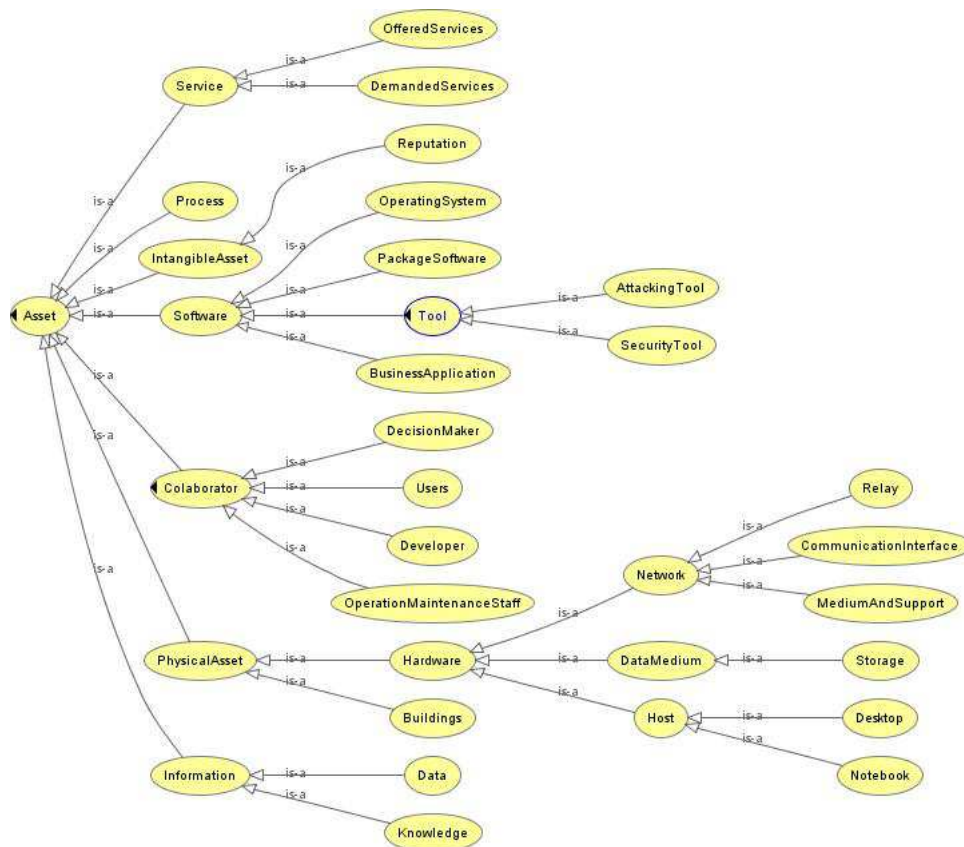 OfferedServices
is-a
Service
is-a
DemandedServices
Reputation
is-a
is-a
Process
OperatingSystem
is-a
is-a
IntangibleAsset
PackageSoftware
is-a
is-a
AttackingTool
is-a
Asset
is-a
Software
is-a
Tool
is-a
SecurityTool
is-a
BusinessApplication
is-a
DecisionMaker
is-a
is-a
Colaborator
is-a
Users
Relay
is-a
is-a
Developer
CommunicationInterface
is-a
is-a
is-a
Network
is-a
OperationMaintenanceStaff
MediumAndSupport
is-a
PhysicalAsset
is-a
Hardware
is-a
DataMedium
is-a
Storage
is-a
is-a
Buildings
Host
is-a
Desktop
is-a
Information
is-a
Data
Notebook
is-a
Knowledge